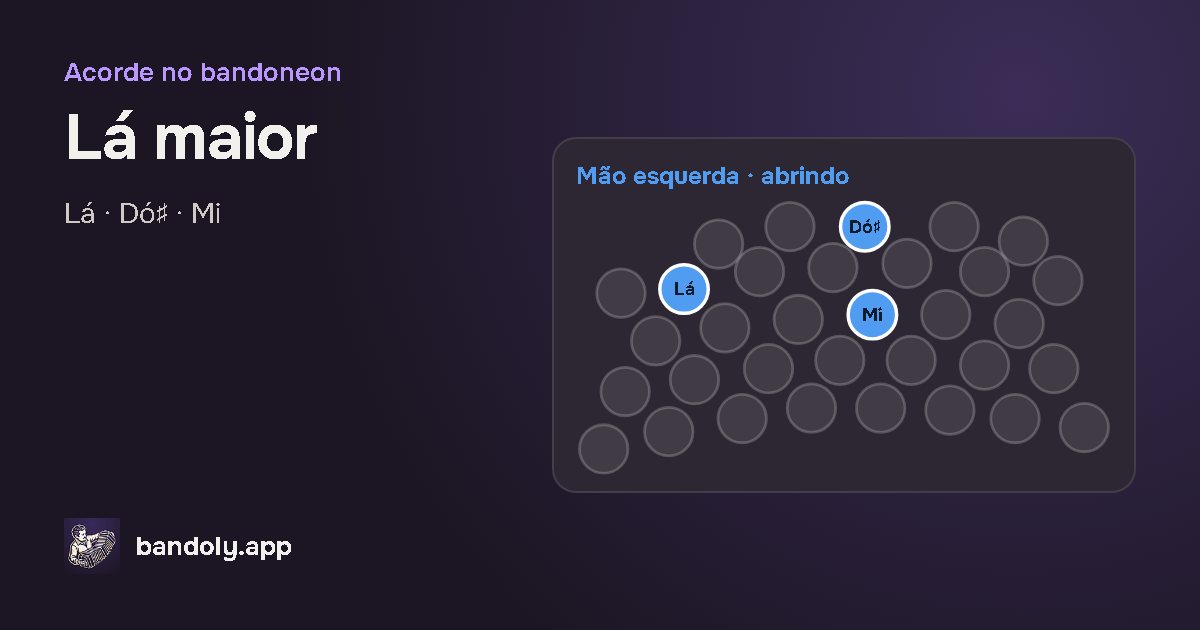 Acorde no bandoneon
Lá maior
Lá · Dó♯ · Mi
Mão esquerda · abrindo
Dó♯
Lá
Mi
bandoly.app